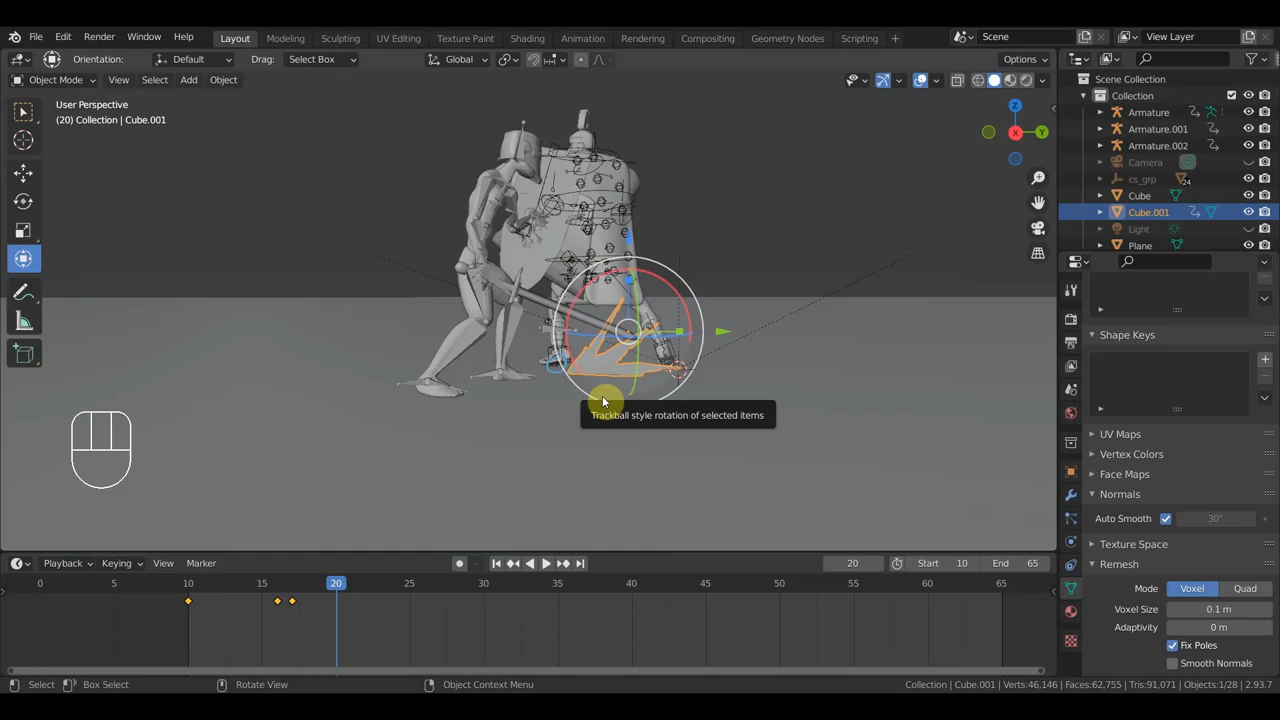 File Edit Render Window Help Layout Modeling Sculpting UV Editing Texture Paint Shading Animation Rendering Compositing Geometry Nodes Scripting + Scene View Layer
Orientation: Default Drag: Select Box Global Options
Object Mode View Select Add Object
Scene Collection
User Perspective
(20) Collection | Cube.001
Z
Y
X
Collection
Armature
Armature.001
Armature.002
Camera
cs_grp 24
Cube
Cube.001
Light
Plane
Shape Keys
Trackball style rotation of selected items
UV Maps
Vertex Colors
Face Maps
Normals
Auto Smooth 30°
Texture Space
Remesh
Mode Voxel Quad
Voxel Size 0.1 m
Adaptivity 0 m
Fix Poles
Smooth Normals
Playback Keying View Marker 20 Start 10 End 65
0 5 10 15 20 25 30 35 40 45 50 55 60 65
Select Box Select Rotate View Object Context Menu Collection | Cube.001 | Verts:46,146 | Faces:62,755 | Tris:91,071 | Objects:1/28 | 2.93.7